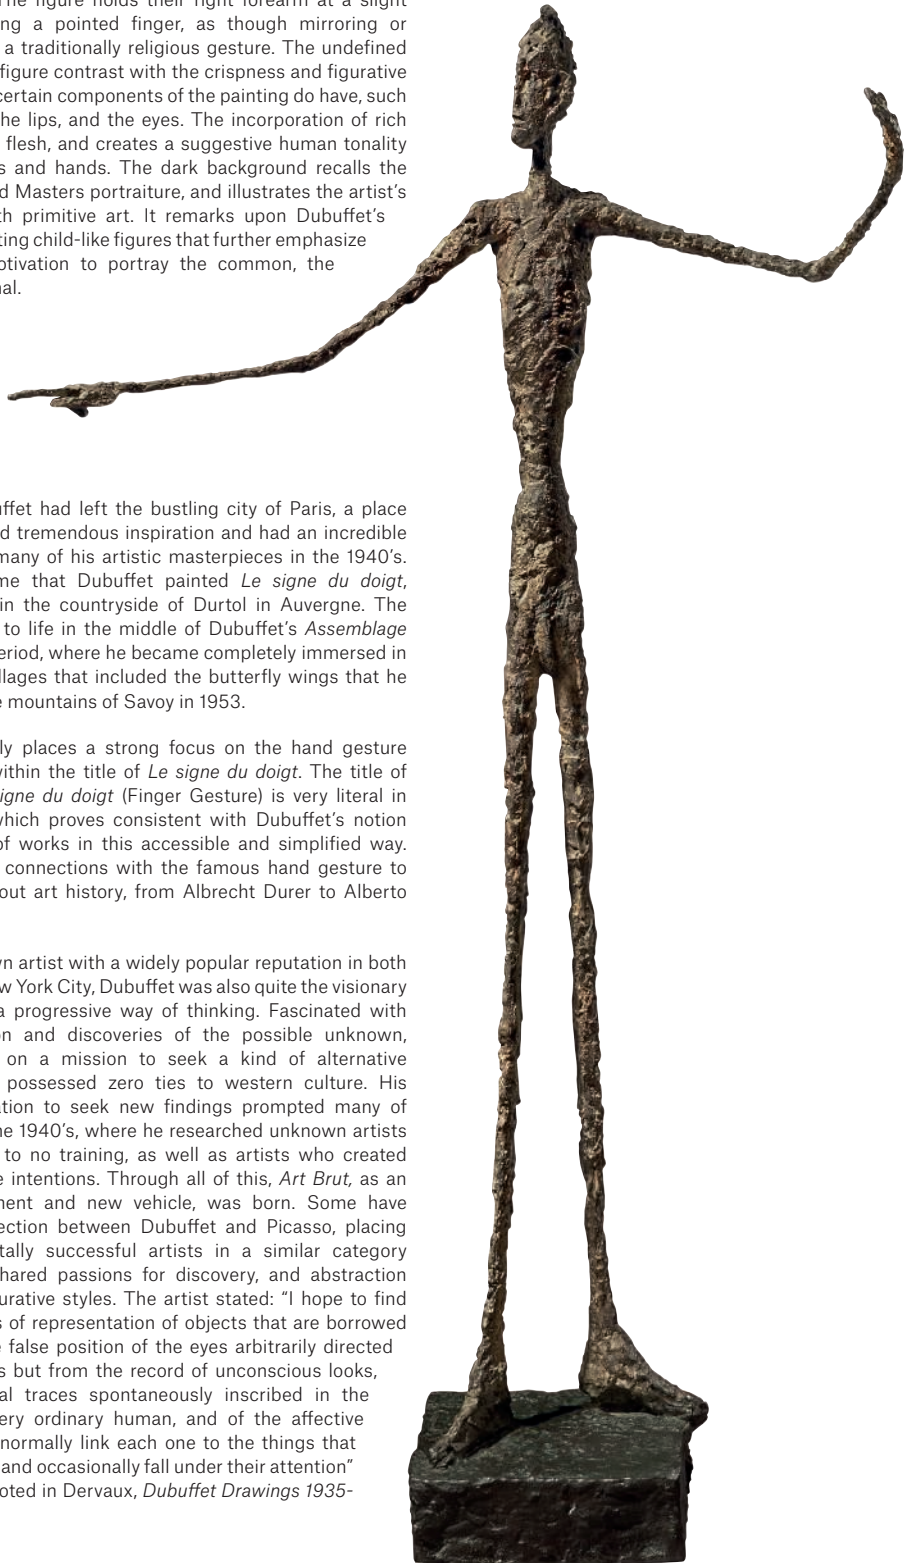 The figure holds their right forearm at a slight
ing a pointed finger, as though mirroring or
a traditionally religious gesture. The undefined
figure contrast with the crispness and figurative
certain components of the painting do have, such
he lips, and the eyes. The incorporation of rich
flesh, and creates a suggestive human tonality
s and hands. The dark background recalls the
d Masters portraiture, and illustrates the artist’s
th primitive art. It remarks upon Dubuffet’s
ting child-like figures that further emphasize
otivation to portray the common, the
nal.
uffet had left the bustling city of Paris, a place
d tremendous inspiration and had an incredible
many of his artistic masterpieces in the 1940’s.
me that Dubuffet painted Le signe du doigt,
in the countryside of Durtol in Auvergne. The
to life in the middle of Dubuffet’s Assemblage
eriod, where he became completely immersed in
llages that included the butterfly wings that he
e mountains of Savoy in 1953.
ly places a strong focus on the hand gesture
within the title of Le signe du doigt. The title of
signe du doigt (Finger Gesture) is very literal in
which proves consistent with Dubuffet’s notion
of works in this accessible and simplified way.
connections with the famous hand gesture to
out art history, from Albrecht Durer to Alberto
wn artist with a widely popular reputation in both
w York City, Dubuffet was also quite the visionary
a progressive way of thinking. Fascinated with
on and discoveries of the possible unknown,
on a mission to seek a kind of alternative
possessed zero ties to western culture. His
ation to seek new findings prompted many of
he 1940’s, where he researched unknown artists
to no training, as well as artists who created
e intentions. Through all of this, Art Brut, as an
ment and new vehicle, was born. Some have
ection between Dubuffet and Picasso, placing
tally successful artists in a similar category
hared passions for discovery, and abstraction
urative styles. The artist stated: “I hope to find
s of representation of objects that are borrowed
e false position of the eyes arbitrarily directed
s but from the record of unconscious looks,
al traces spontaneously inscribed in the
ery ordinary human, and of the affective
normally link each one to the things that
and occasionally fall under their attention”
oted in Dervaux, Dubuffet Drawings 1935-